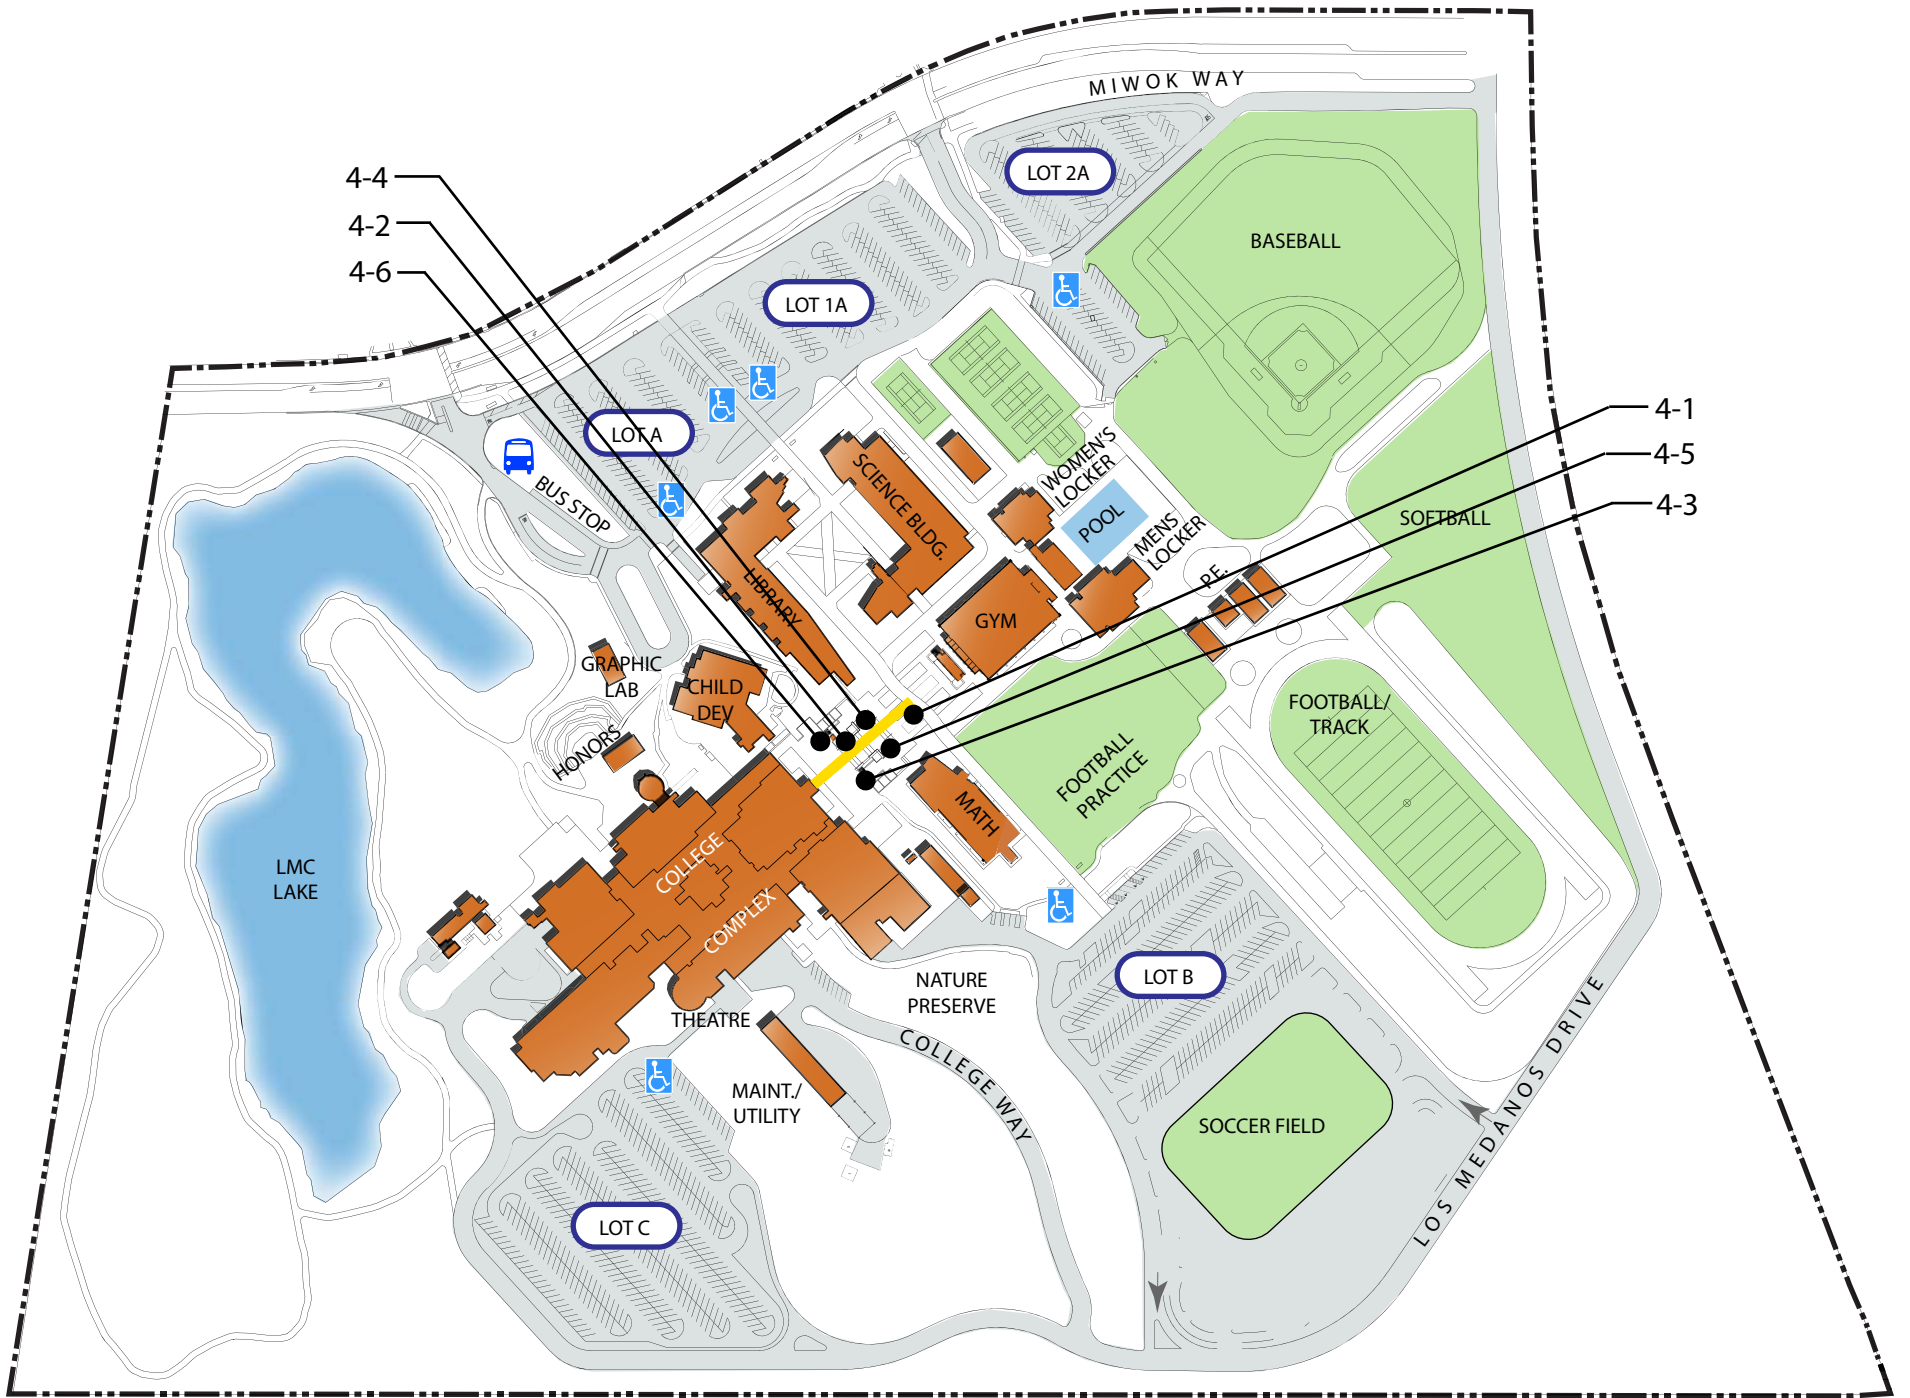 MIWOK WAY
LOT 2A
4-4
4-2
4-6
BASEBALL
LOT 1A
4-1
LOT A
4-5
WOMEN'S
LOCKER
SCIENCE BLDG.
4-3
BUS STOP
POOL
MENS
LOCKER
SOFTBALL
P.E.
LIBRARY
GYM
GRAPHIC
LAB
CHILD
DEV
FOOTBALL/
TRACK
HONORS
FOOTBALL
PRACTICE
MATH
LMC
LAKE
COLLEGE
COMPLEX
NATURE
PRESERVE
LOT B
THEATRE
COLLEGE WAY
MAINT./
UTILITY
LOS MEDANOS DRIVE
SOCCER FIELD
LOT C